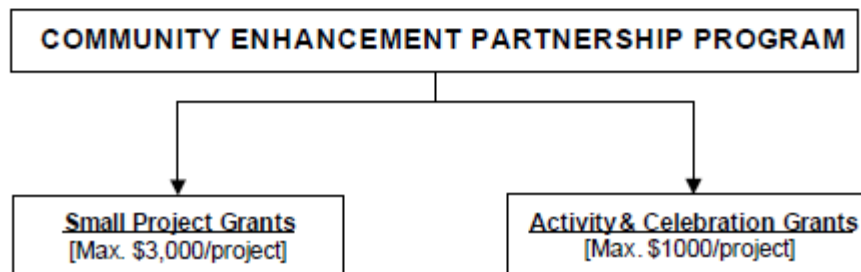 COMMUNITY ENHANCEMENT PARTNERSHIP PROGRAM
Small Project Grants
[Max. $3,000/project]
Activity & Celebration Grants
[Max. $1000/project]